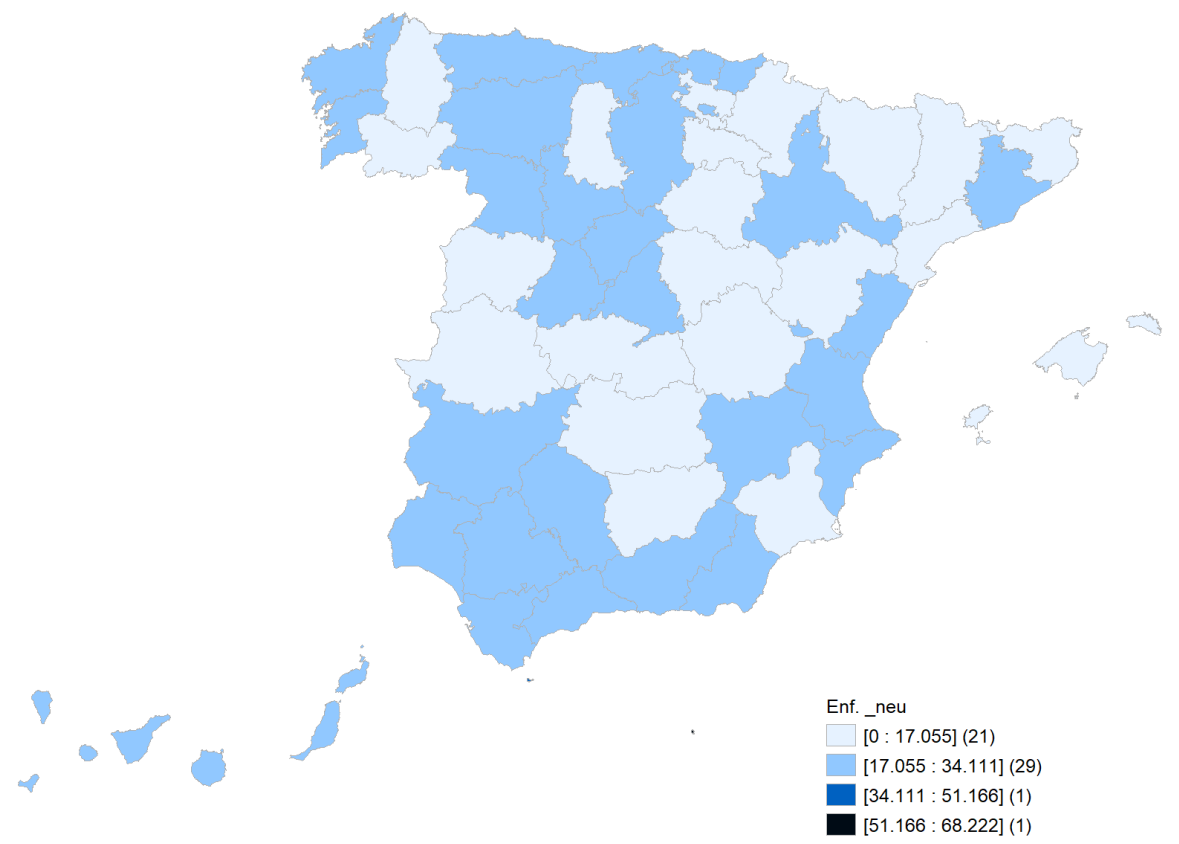 Enf. _neu
[0 : 17.055] (21)
[17.055 : 34.111] (29)
[34.111 : 51.166] (1)
[51.166 : 68.222] (1)